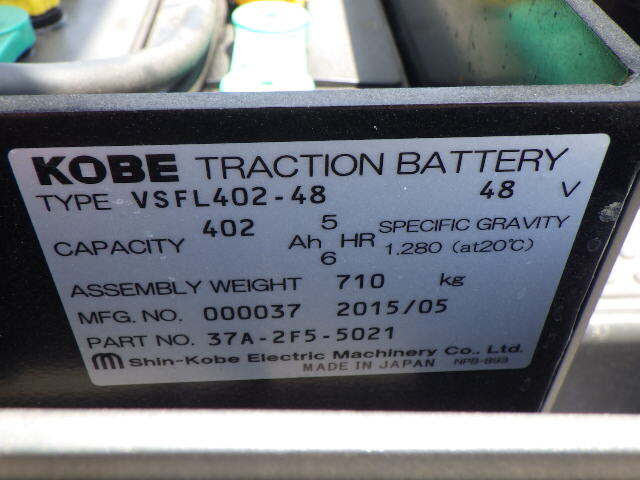 KOBE TRACTION BATTERY
TYPE VSFL402-48 48 V
CAPACITY 402 Ah 5 HR 6 SPECIFIC GRAVITY
1.280 (at20℃)
ASSEMBLY WEIGHT 710 kg
MFG. NO. 000037 2015/05
PART NO. 37A-2F5-5021
Shin-Kobe Electric Machinery Co., Ltd.
MADE IN JAPAN NPB-893